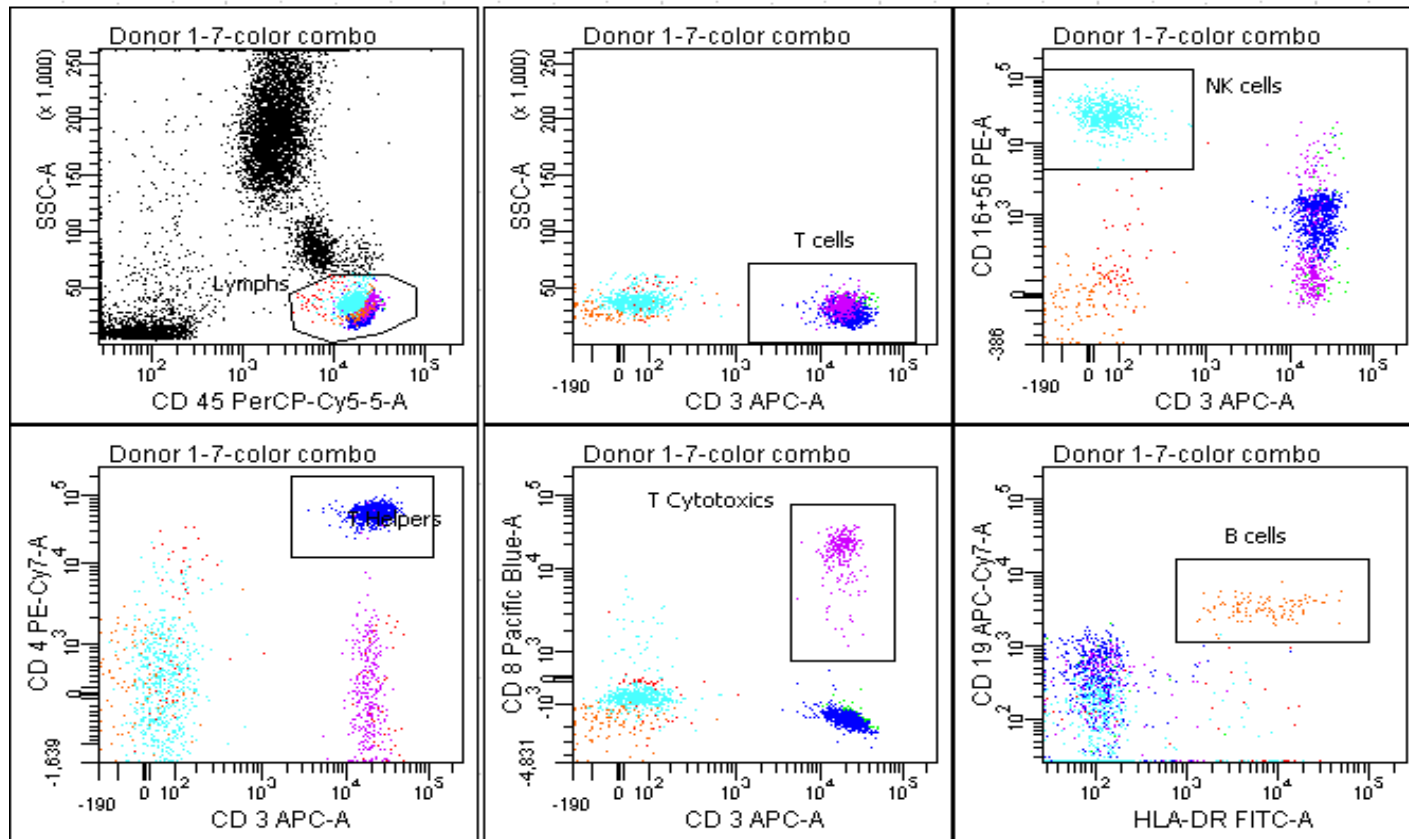 Donor 1-7-color combo
(x 1,000)
SSC-A
250
200
150
100
50
Lymphs
10^2
10^3
10^4
10^5
CD 45 PerCP-Cy5-5-A
Donor 1-7-color combo
(x 1,000)
SSC-A
250
200
150
100
50
T cells
-190
0
10^2
10^3
10^4
10^5
CD 3 APC-A
Donor 1-7-color combo
CD 16+56 PE-A
10^5
10^4
10^3
0
-386
NK cells
-190
0
10^2
10^3
10^4
10^5
CD 3 APC-A
Donor 1-7-color combo
CD 4 PE-Cy7-A
10^5
10^4
10^3
0
-1,639
T Helpers
-190
0
10^2
10^3
10^4
10^5
CD 3 APC-A
Donor 1-7-color combo
CD 8 Pacific Blue-A
10^5
10^4
10^3
0
-10^3
-4,831
T Cytotoxics
-190
0
10^2
10^3
10^4
10^5
CD 3 APC-A
Donor 1-7-color combo
CD 19 APC-Cy7-A
10^5
10^4
10^3
10^2
B cells
10^2
10^3
10^4
10^5
HLA-DR FITC-A